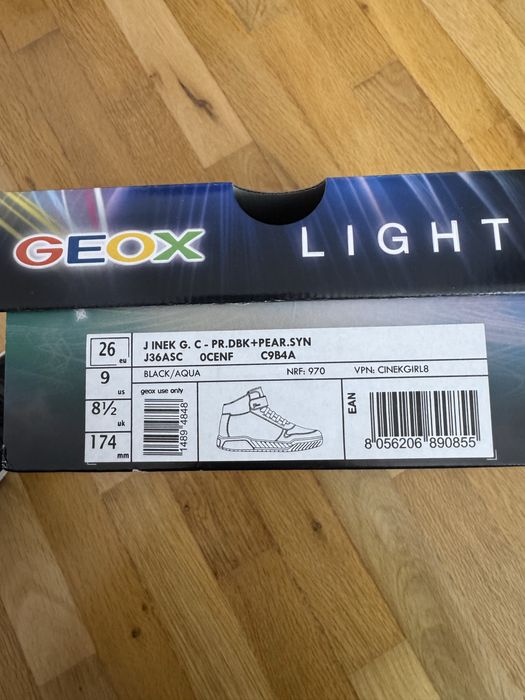 GEOX LIGHT
26 eu
9 us
8½ uk
174 mm
J INEK G. C - PR.DBK+PEAR.SYN
J36ASC 0CENF C9B4A
BLACK/AQUA NRF: 970 VPN: CINEKGIRL8
geox use only
1489 4848
EAN
8 056206 890855